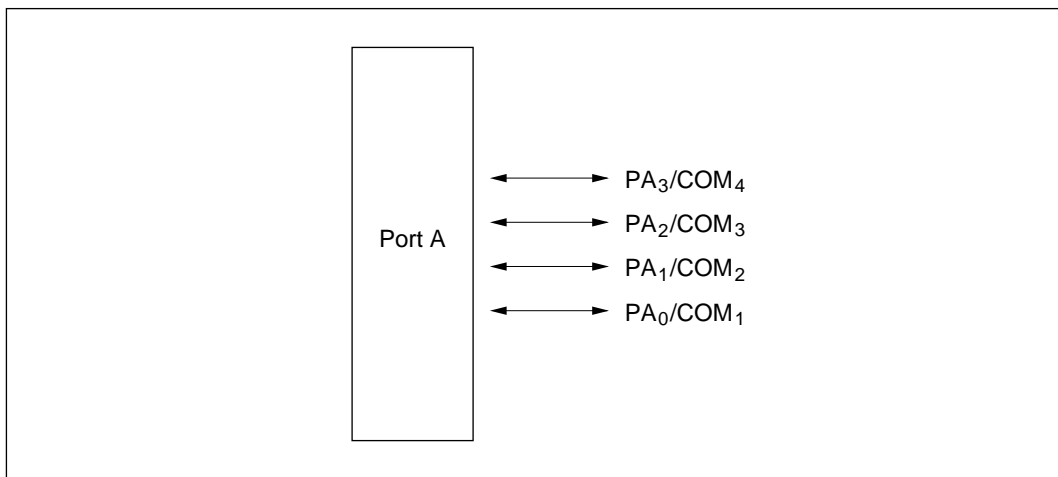 Port A
PA₃/COM₄
PA₂/COM₃
PA₁/COM₂
PA₀/COM₁